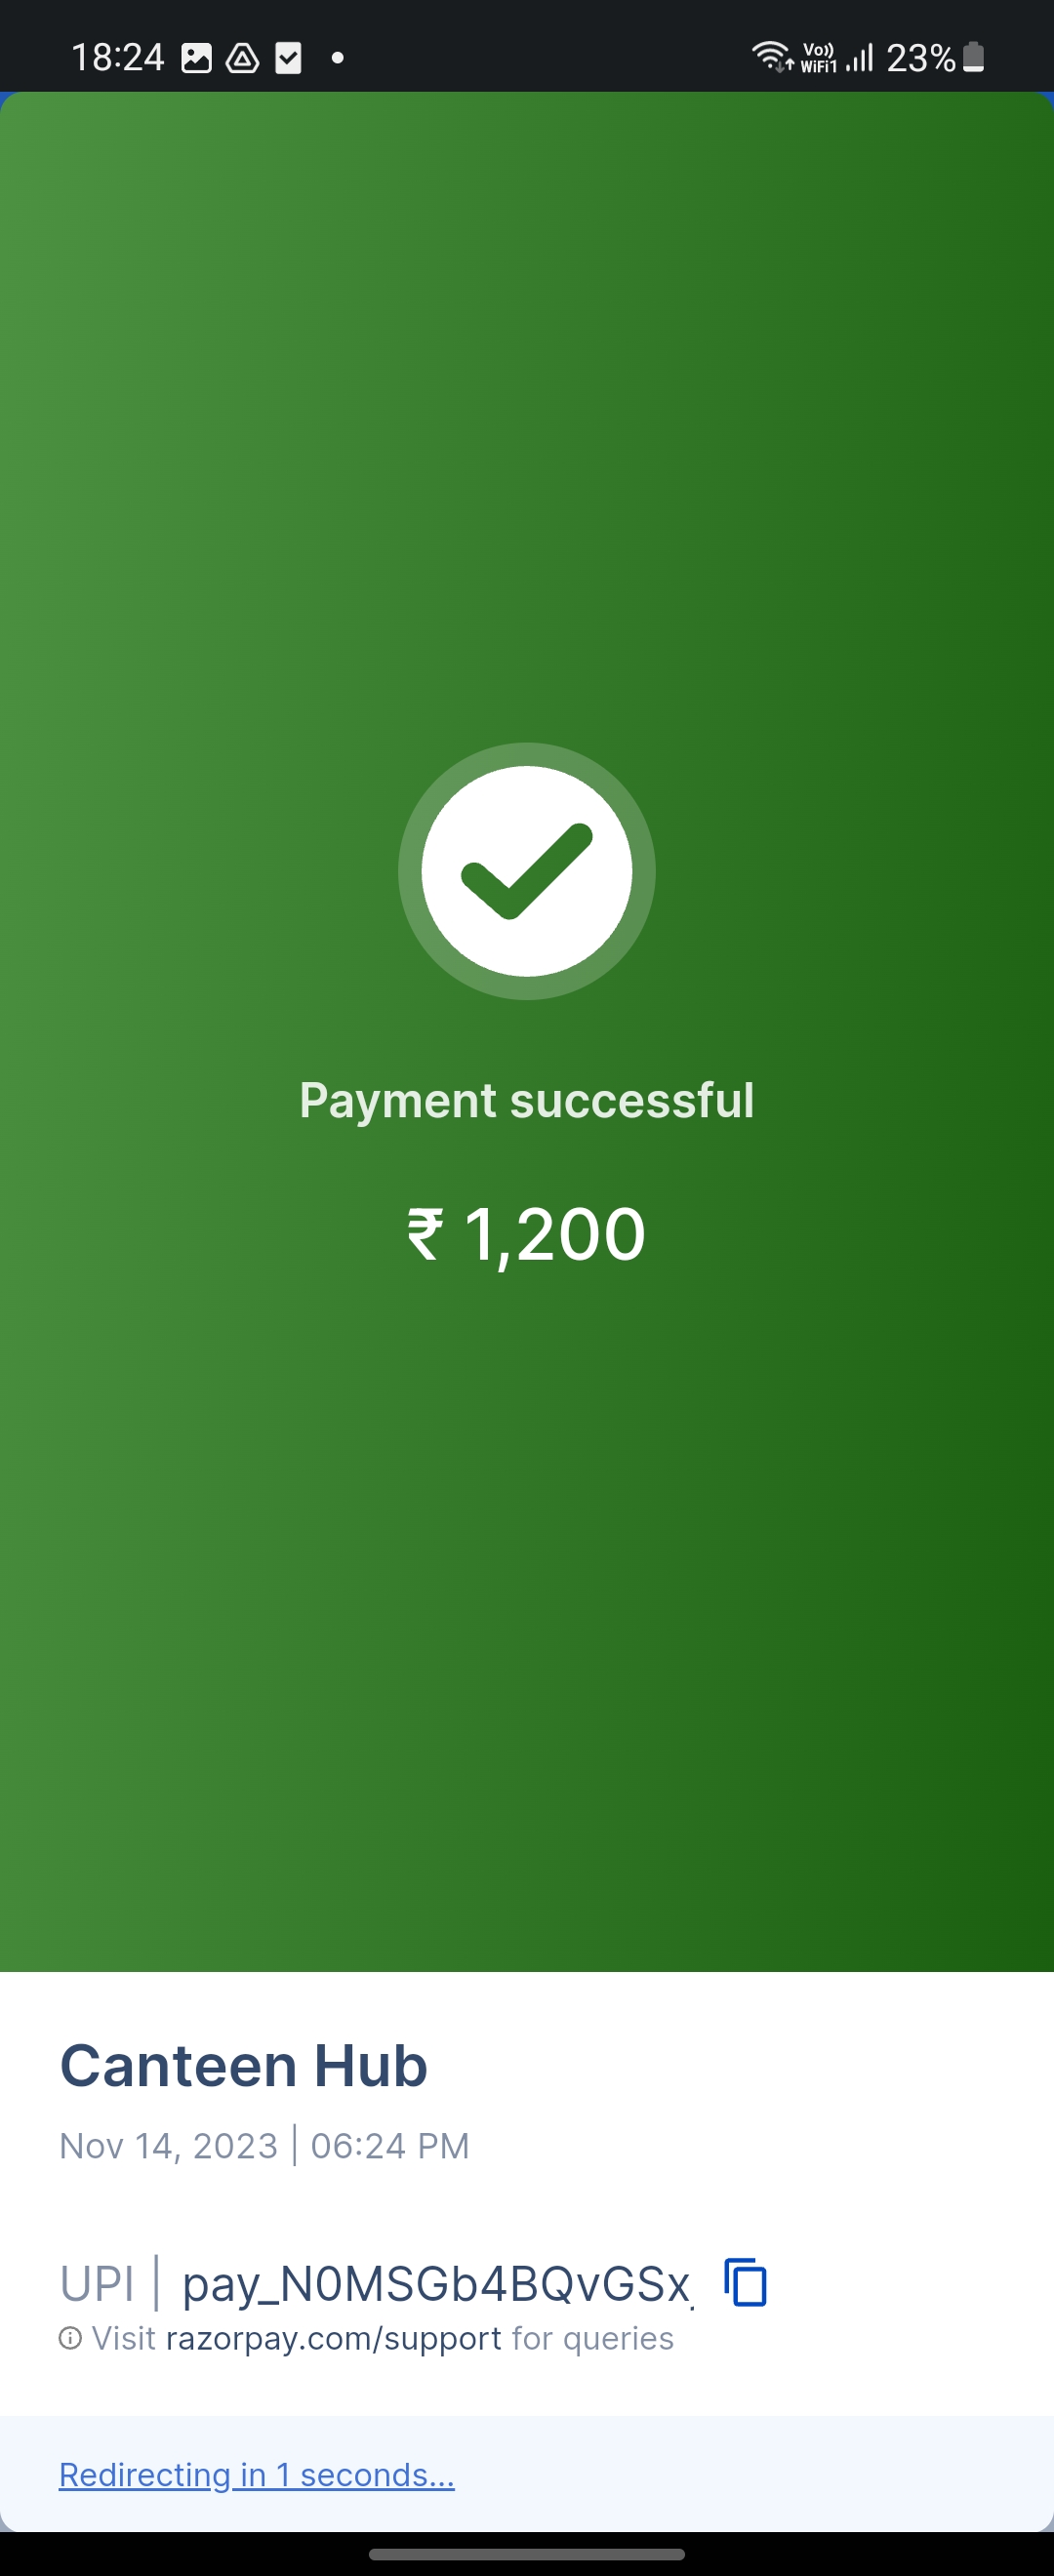 18:24
Vo))
WiFi1
23%
Payment successful
₹ 1,200
Canteen Hub
Nov 14, 2023 | 06:24 PM
UPI | pay_N0MSGb4BQvGSx
Visit razorpay.com/support for queries
Redirecting in 1 seconds...